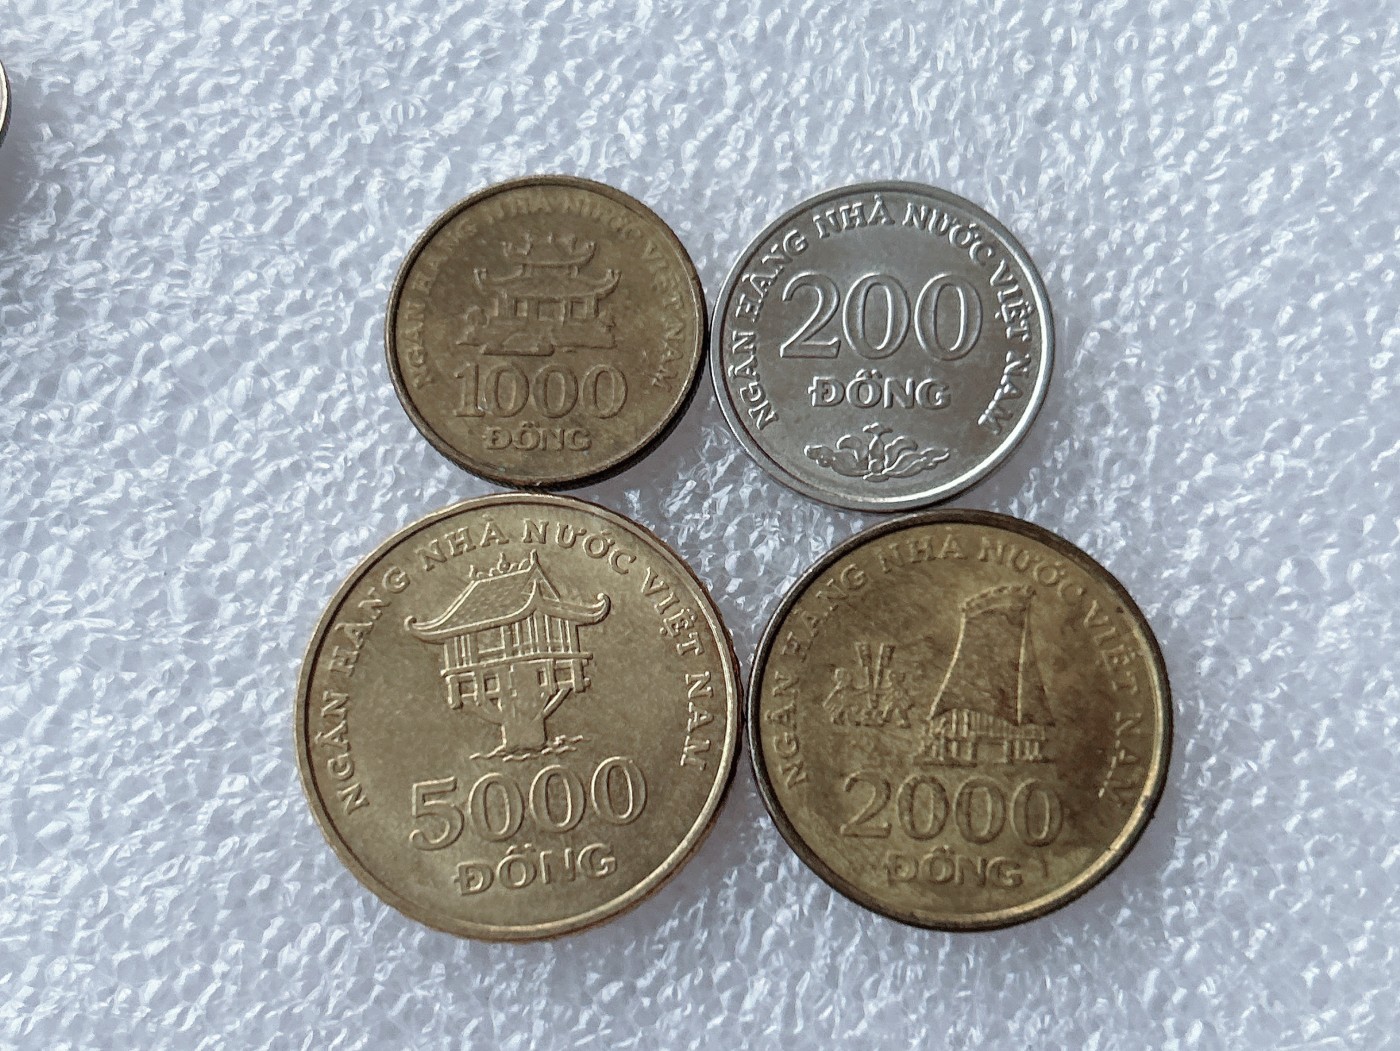 NGÂN HÀNG NHÀ NƯỚC VIỆT NAM
1000
ĐỒNG
NGÂN HÀNG NHÀ NƯỚC VIỆT NAM
200
ĐỒNG
NGÂN HÀNG NHÀ NƯỚC VIỆT NAM
5000
ĐỒNG
NGÂN HÀNG NHÀ NƯỚC VIỆT NAM
2000
ĐỒNG